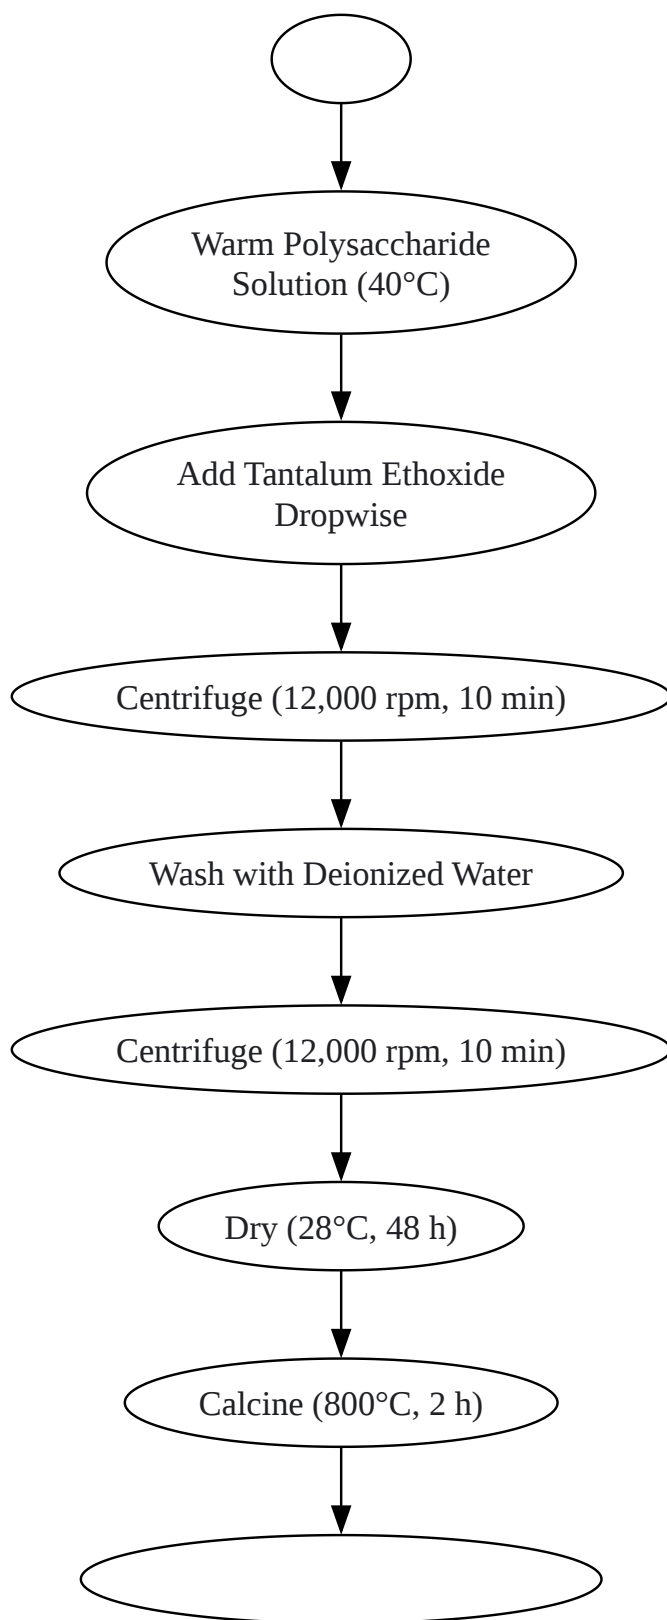 Warm Polysaccharide
Solution (40°C)
Add Tantalum Ethoxide
Dropwise
Centrifuge (12,000 rpm, 10 min)
Wash with Deionized Water
Centrifuge (12,000 rpm, 10 min)
Dry (28°C, 48 h)
Calcine (800°C, 2 h)